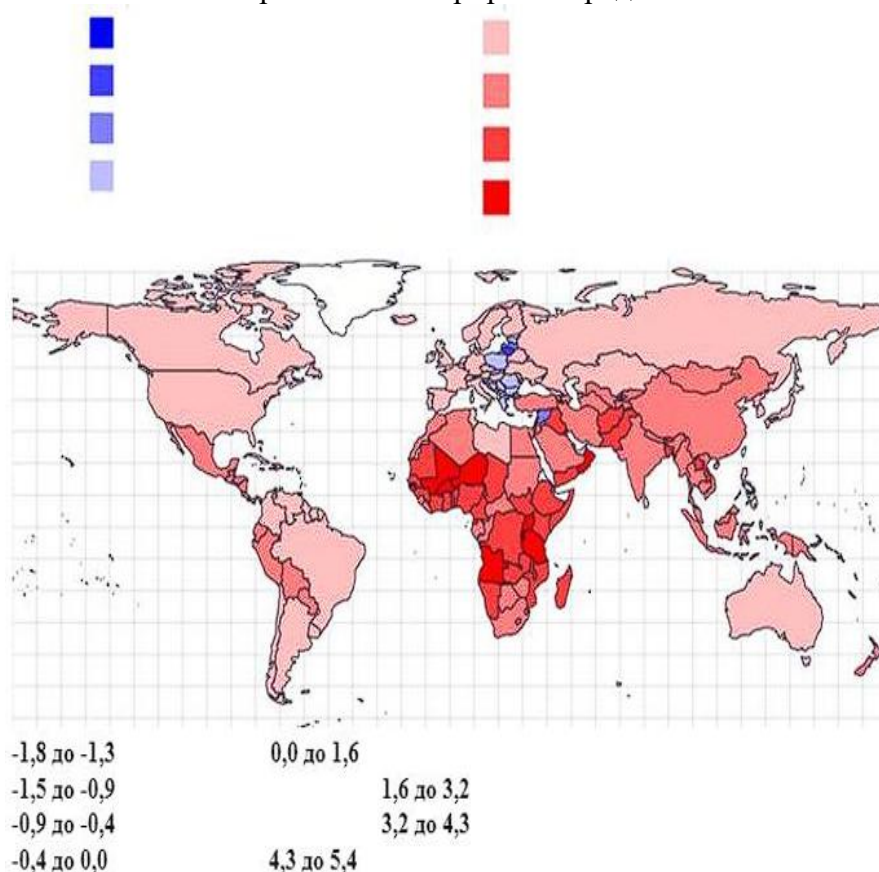 -1,8 до -1,3 0,0 до 1,6
-1,5 до -0,9 1,6 до 3,2
-0,9 до -0,4 3,2 до 4,3
-0,4 до 0,0 4,3 до 5,4